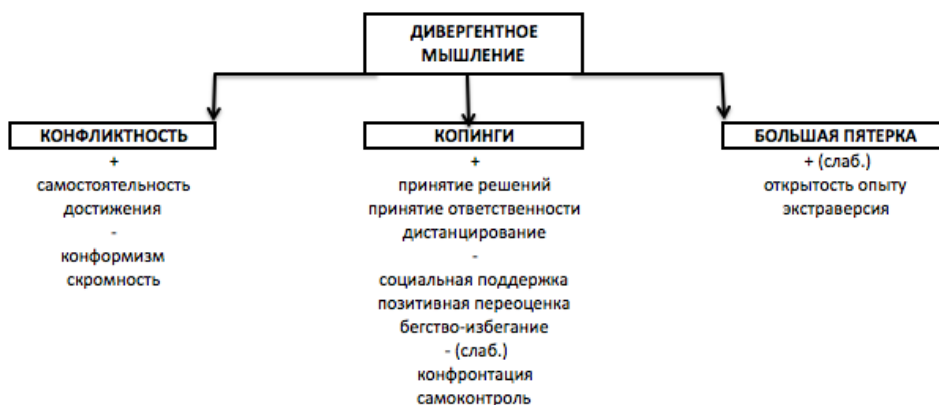 ДИВЕРГЕНТНОЕ
МЫШЛЕНИЕ
КОНФЛИКТНОСТЬ
+
самостоятельность
достижения
-
конформизм
скромность
КОПИНГИ
+
принятие решений
принятие ответственности
дистанцирование
-
социальная поддержка
позитивная переоценка
бегство-избегание
- (слаб.)
конфронтация
самоконтроль
БОЛЬШАЯ ПЯТЕРКА
+ (слаб.)
открытость опыту
экстраверсия